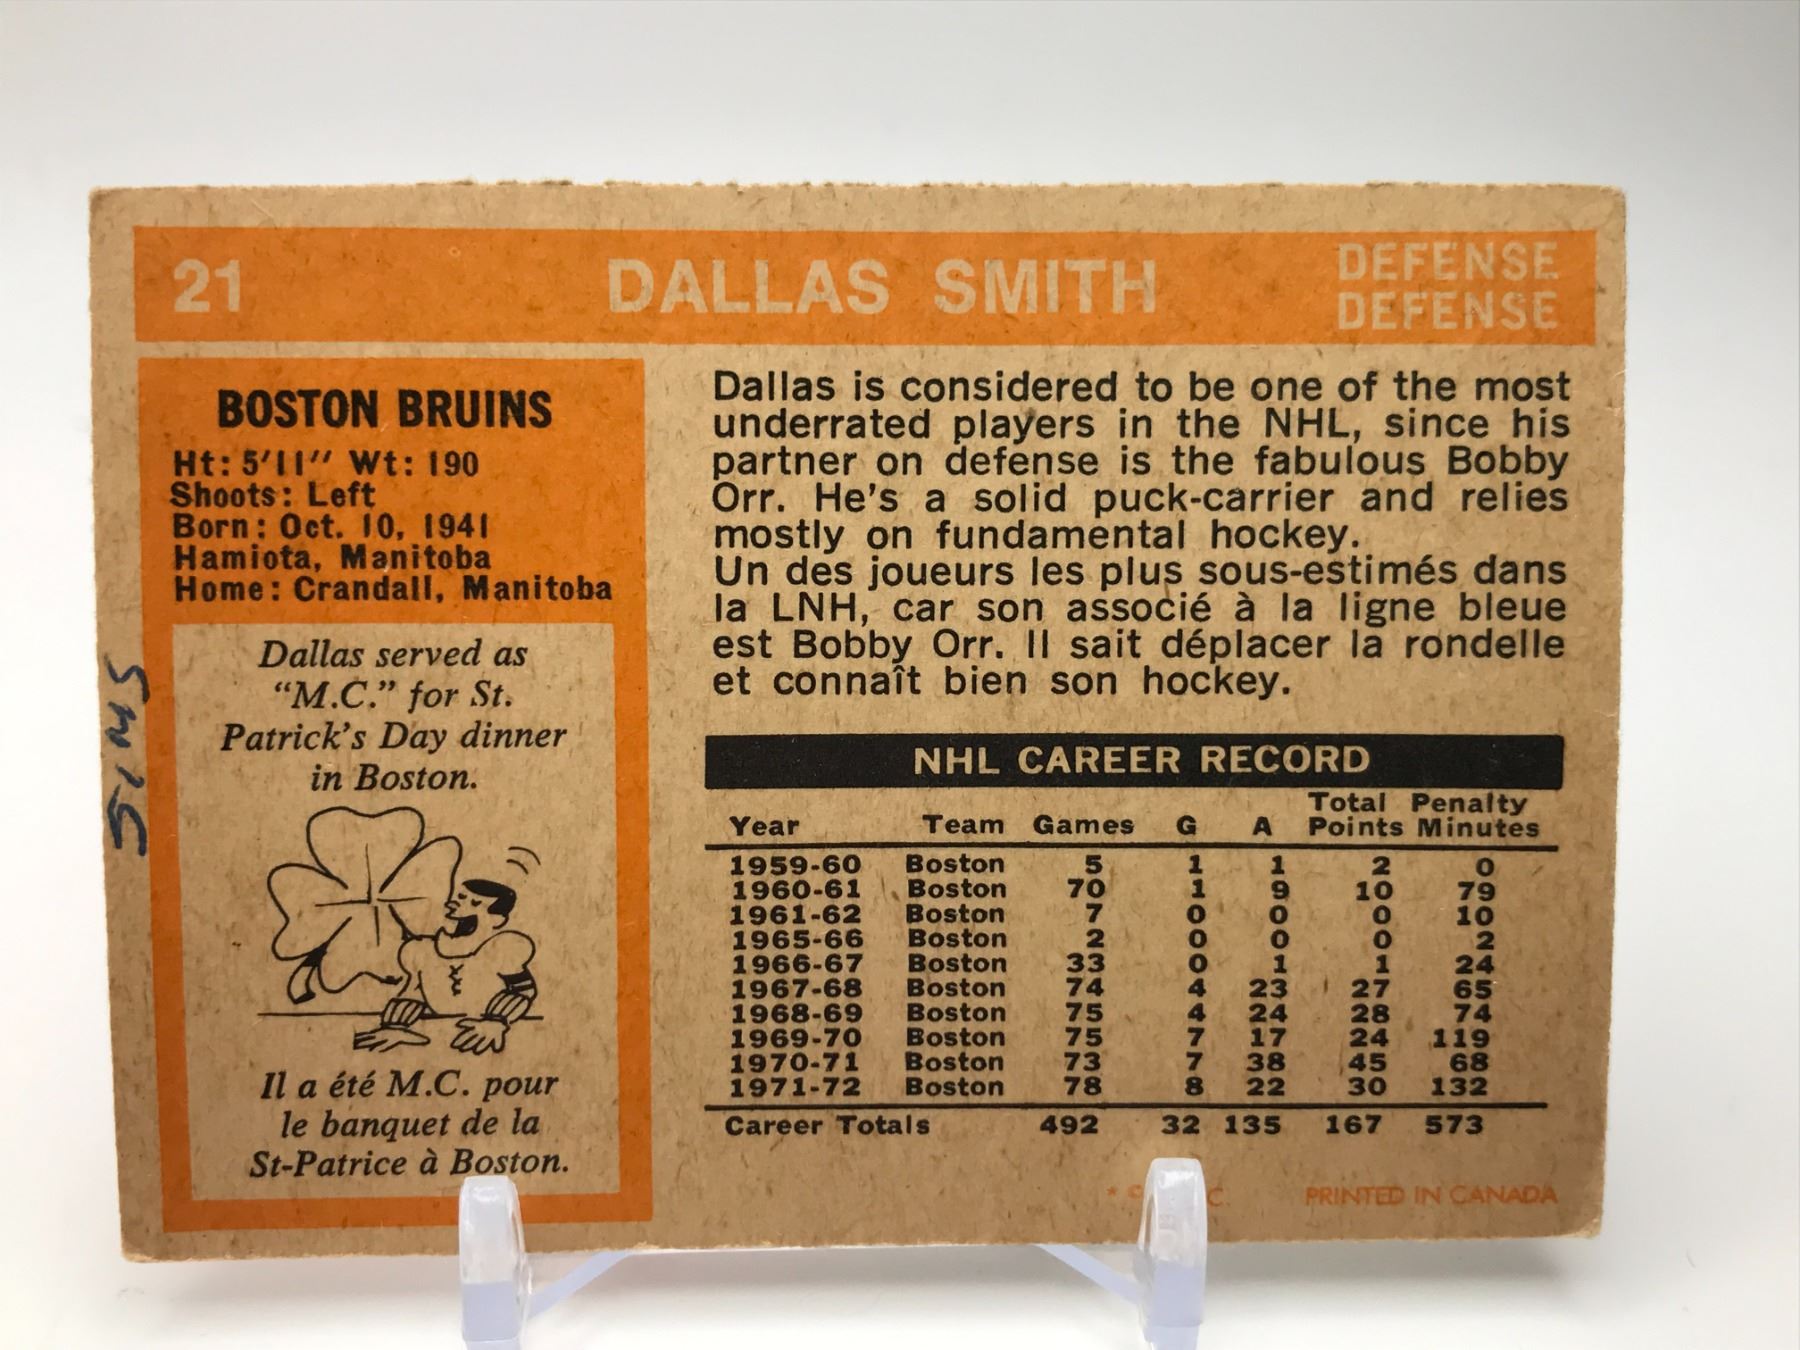 21
DALLAS SMITH
DEFENSE
DEFENSE
BOSTON BRUINS
Ht: 5'11" Wt: 190
Shoots: Left
Born: Oct. 10, 1941
Hamiota, Manitoba
Home: Crandall, Manitoba
Dallas served as
“M.C.” for St.
Patrick's Day dinner
in Boston.
Il a été M.C. pour
le banquet de la
St-Patrice à Boston.
Dallas is considered to be one of the most
underrated players in the NHL, since his
partner on defense is the fabulous Bobby
Orr. He's a solid puck-carrier and relies
mostly on fundamental hockey.
Un des joueurs les plus sous-estimés dans
la LNH, car son associé à la ligne bleue
est Bobby Orr. Il sait déplacer la rondelle
et connaît bien son hockey.
NHL CAREER RECORD
Year Team Games G A Total Points Penalty Minutes
1959-60 Boston 5 1 1 2 0
1960-61 Boston 70 1 9 10 79
1961-62 Boston 7 0 0 0 10
1965-66 Boston 2 0 0 0 2
1966-67 Boston 33 0 1 1 24
1967-68 Boston 74 4 23 27 65
1968-69 Boston 75 4 24 28 74
1969-70 Boston 75 7 17 24 119
1970-71 Boston 73 7 38 45 68
1971-72 Boston 78 8 22 30 132
Career Totals 492 32 135 167 573
PRINTED IN CANADA